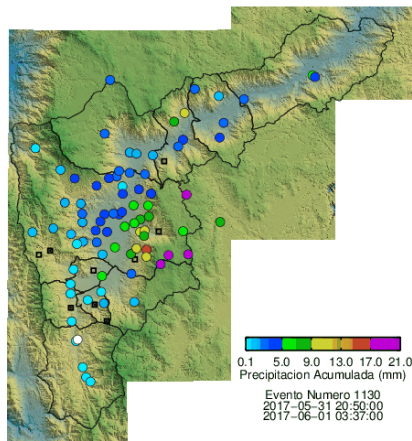 0.1 5.0 9.0 13.0 17.0 21.0
Precipitacion Acumulada (mm)
Evento Numero 1130
2017-05-31 20:50:00
2017-06-01 03:37:00